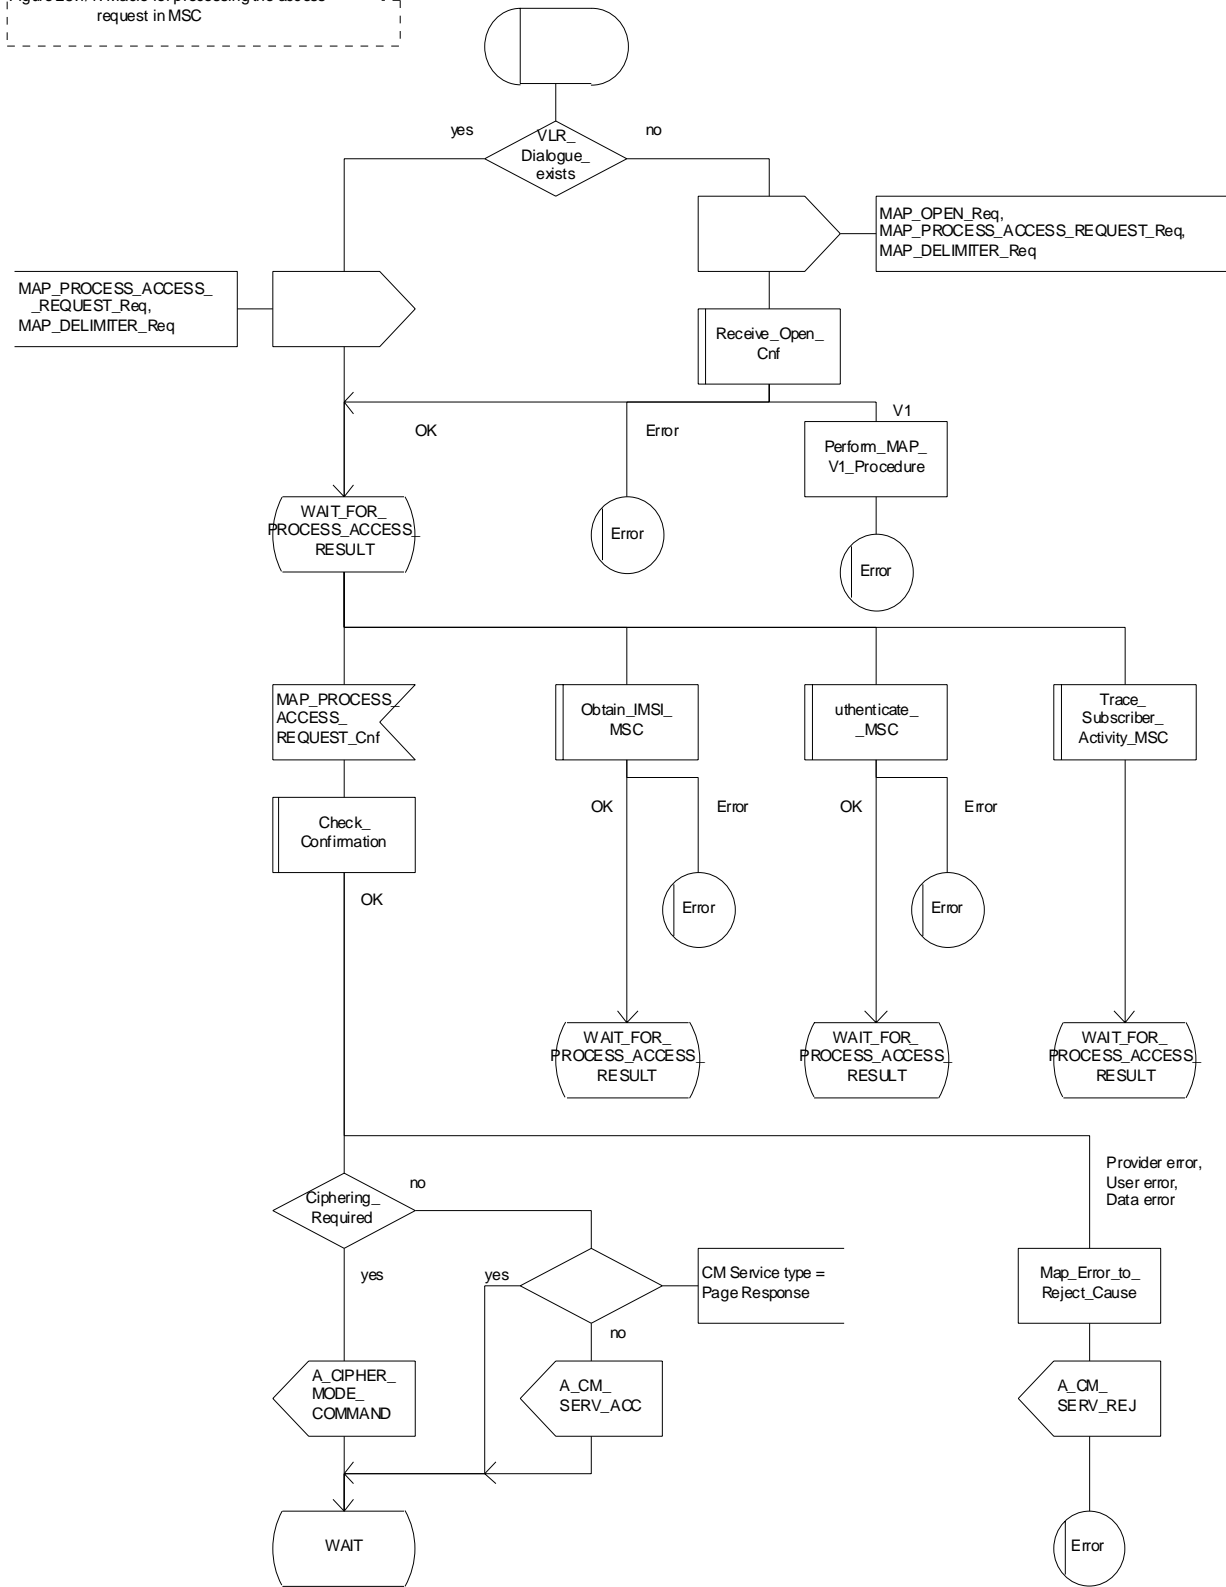 request in MSC
yes
no
VLR_
Dialogue_
exists
MAP_OPEN_Req,
MAP_PROCESS_ACCESS_REQUEST_Req,
MAP_DELIMITER_Req
MAP_PROCESS_ACCESS_
_REQUEST_Req,
MAP_DELIMITER_Req
Receive_Open_
Cnf
OK
Error
V1
Perform_MAP_
V1_Procedure
WAIT_FOR_
PROCESS_ACCESS_
RESULT
Error
Error
MAP_PROCESS_
ACCESS_
REQUEST_Cnf
Obtain_IMSI_
MSC
uthenticate_
_MSC
Trace_
Subscriber_
Activity_MSC
OK
Error
OK
Error
Check_
Confirmation
OK
Error
Error
WAIT_FOR_
PROCESS_ACCESS_
RESULT
WAIT_FOR_
PROCESS_ACCESS_
RESULT
WAIT_FOR_
PROCESS_ACCESS_
RESULT
Provider error,
User error,
Data error
Ciphering_
Required
no
yes
yes
CM Service type =
Page Response
no
Map_Error_to_
Reject_Cause
A_CIPHER_
MODE_
COMMAND
A_CM_
SERV_ACC
A_CM_
SERV_REJ
WAIT
Error